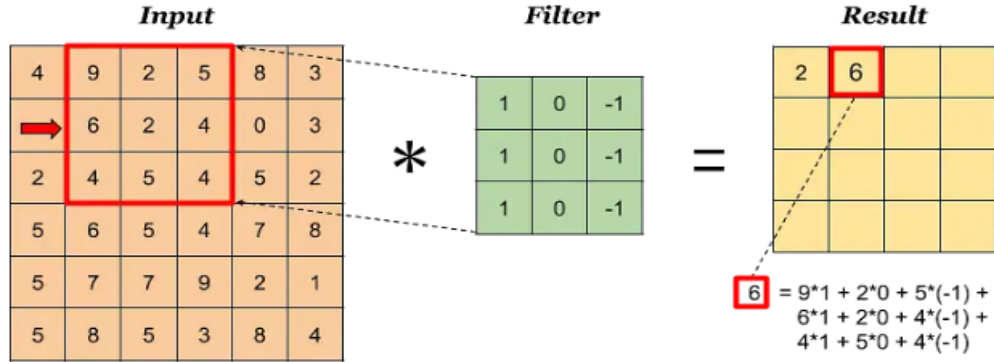 Input Filter Result
4 9 2 5 8 3
6 2 4 0 3
2 4 5 4 5 2
5 6 5 4 7 8
5 7 7 9 2 1
5 8 5 3 8 4
*
1 0 -1
1 0 -1
1 0 -1
=
2 6
6 = 9*1 + 2*0 + 5*(-1) +
6*1 + 2*0 + 4*(-1) +
4*1 + 5*0 + 4*(-1)